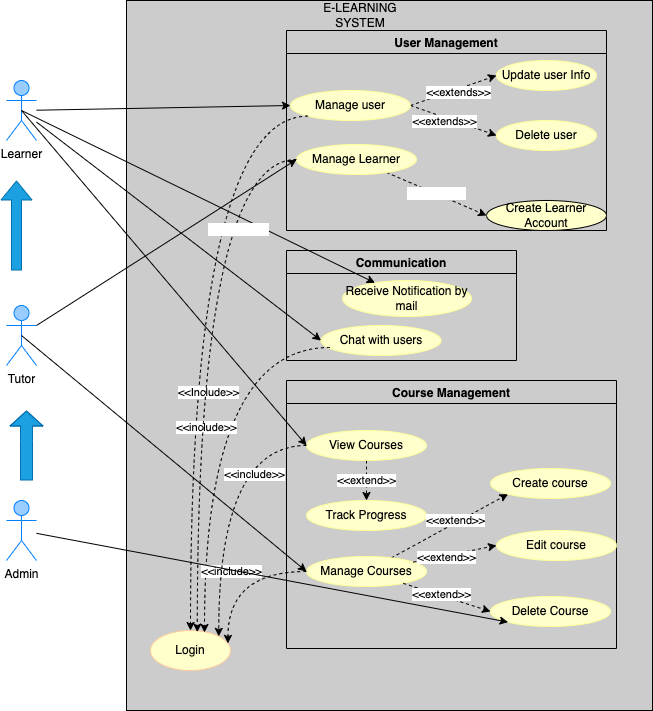 E-LEARNING
SYSTEM
User Management
Update user Info
<<extends>>
Manage user
<<extends>>
Delete user
Learner
Manage Learner
Create Learner
Account
Communication
Receive Notification by
mail
Chat with users
Tutor
<<Include>>
Course Management
<<include>>
View Courses
<<include>>
<<extend>>
Create course
Track Progress
<<extend>>
Edit course
<<extend>>
Admin
<<include>>
Manage Courses
<<extend>>
Delete Course
Login